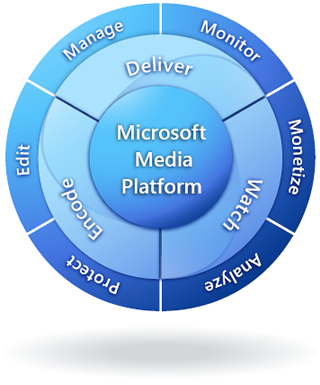 Microsoft
Media
Platform
Deliver
Watch
Encode
Manage
Monitor
Monetize
Analyze
Protect
Edit